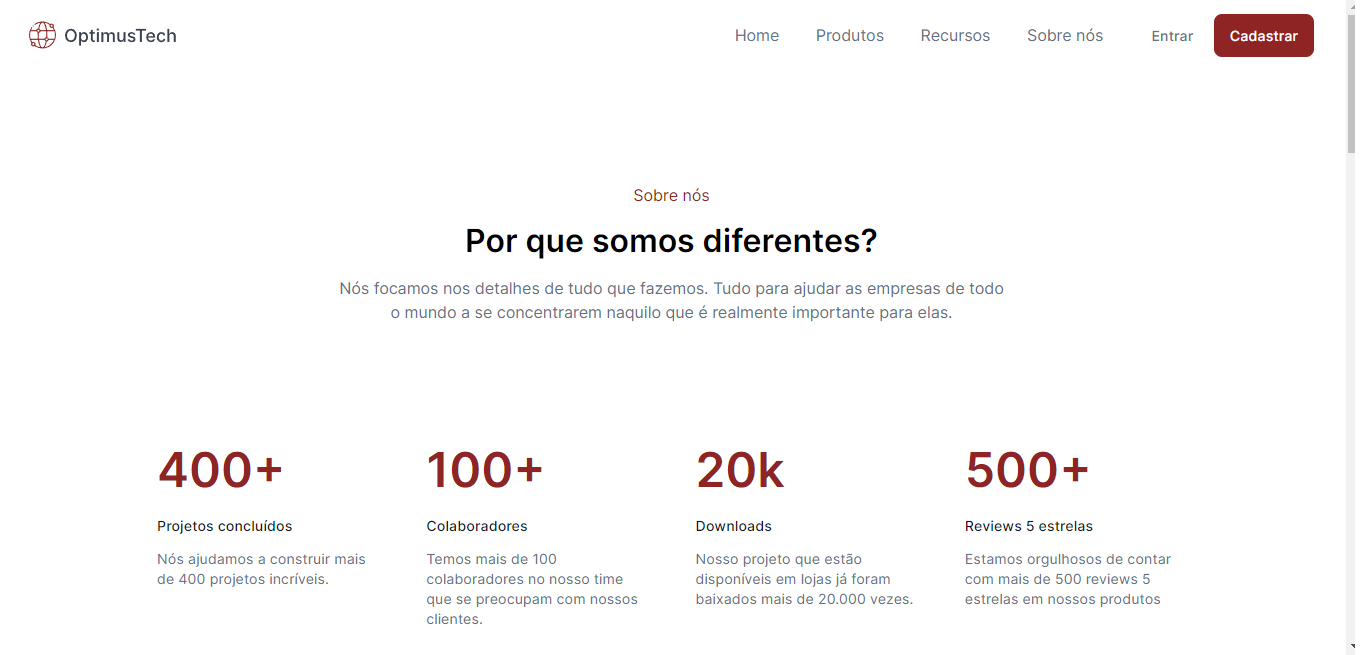 OptimusTech
Home
Produtos
Recursos
Sobre nós
Entrar
Cadastrar
Sobre nós
Por que somos diferentes?
Nós focamos nos detalhes de tudo que fazemos. Tudo para ajudar as empresas de todo
o mundo a se concentrarem naquilo que é realmente importante para elas.
400+
Projetos concluídos
Nós ajudamos a construir mais
de 400 projetos incríveis.
100+
Colaboradores
Temos mais de 100
colaboradores no nosso time
que se preocupam com nossos
clientes.
20k
Downloads
Nosso projeto que estão
disponíveis em lojas já foram
baixados mais de 20.000 vezes.
500+
Reviews 5 estrelas
Estamos orgulhosos de contar
com mais de 500 reviews 5
estrelas em nossos produtos